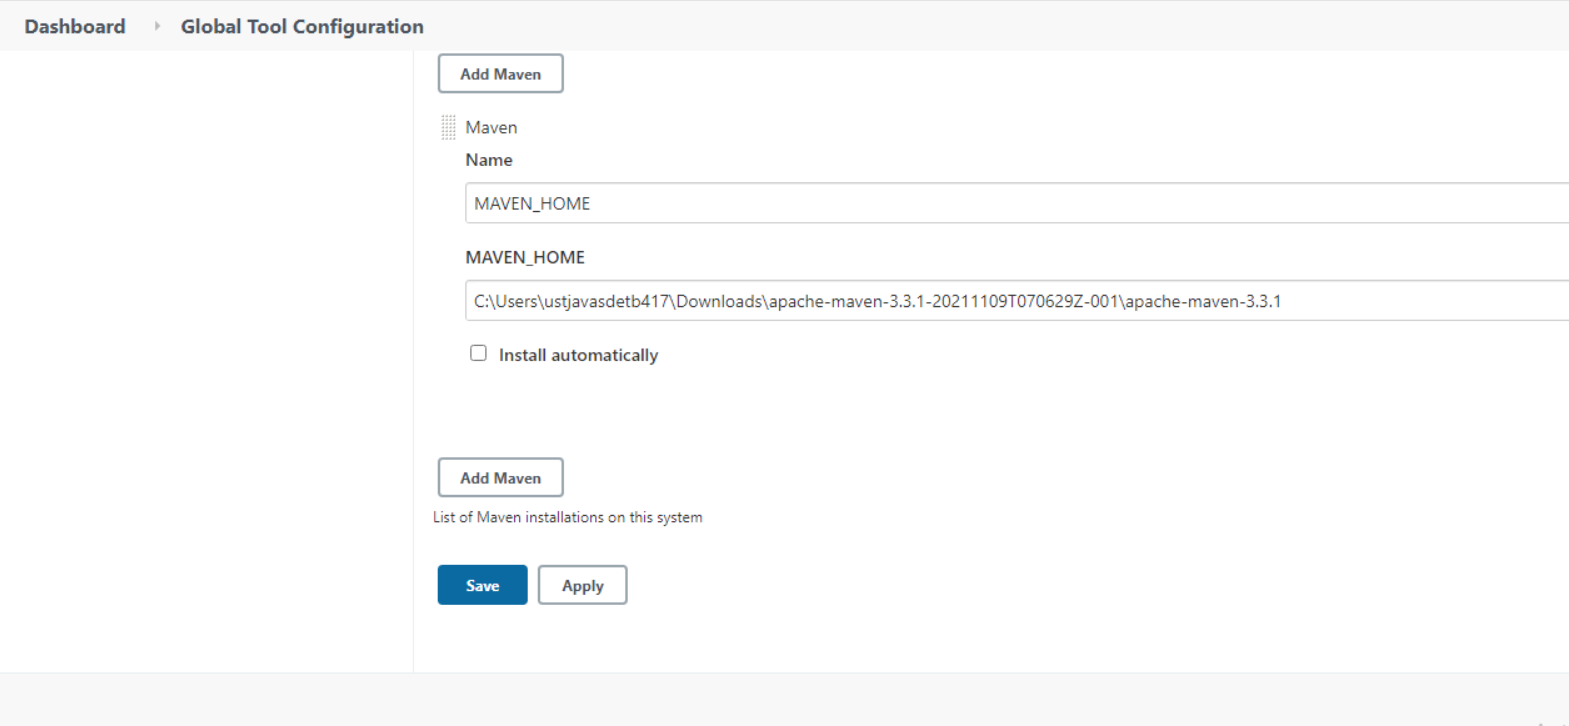 Dashboard Global Tool Configuration
Add Maven
Maven
Name
MAVEN_HOME
MAVEN_HOME
C:\Users\ustjavasdetb417\Downloads\apache-maven-3.3.1-20211109T070629Z-001\apache-maven-3.3.1
Install automatically
Add Maven
List of Maven installations on this system
Save Apply